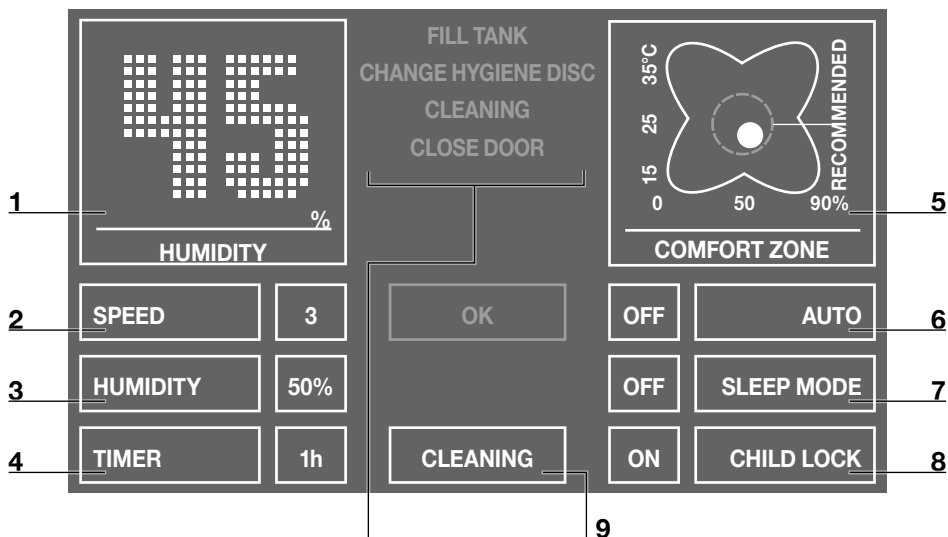 45
%
HUMIDITY
FILL TANK
CHANGE HYGIENE DISC
CLEANING
CLOSE DOOR
35°C
25
15
0 50 90%
RECOMMENDED
COMFORT ZONE
1
5
SPEED 3
OK
OFF AUTO
2
6
HUMIDITY 50%
OFF SLEEP MODE
3
7
TIMER 1h
CLEANING
ON CHILD LOCK
4
8
9